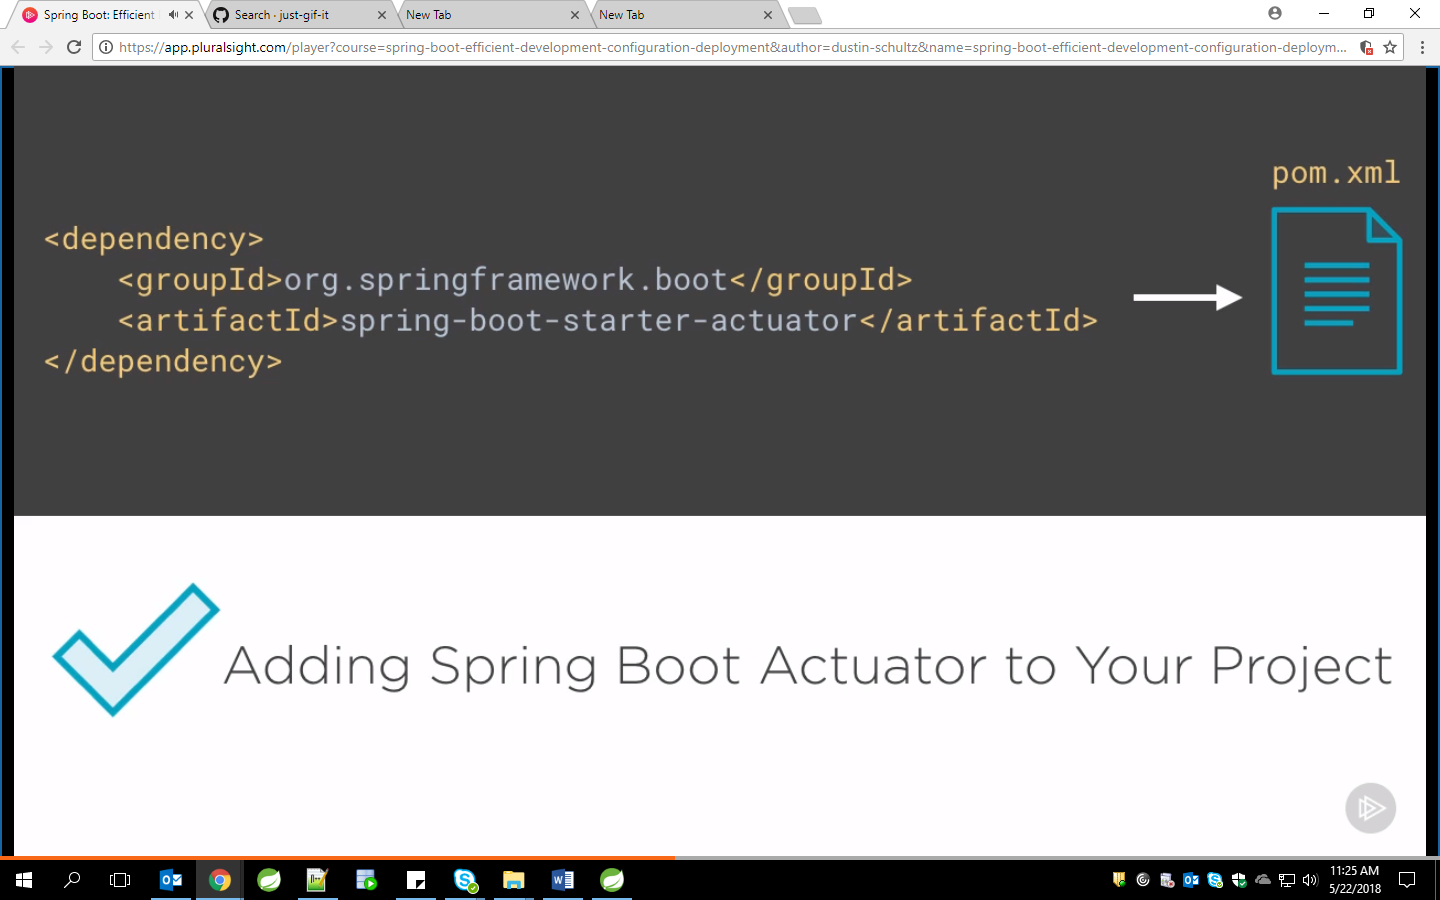 Spring Boot: Efficient
Search · just-gif-it
New Tab
New Tab
https://app.pluralsight.com/player?course=spring-boot-efficient-development-configuration-deployment&author=dustin-schultz&name=spring-boot-efficient-development-configuration-deploym...
pom.xml
<dependency>
<groupId>org.springframework.boot</groupId>
<artifactId>spring-boot-starter-actuator</artifactId>
</dependency>
Adding Spring Boot Actuator to Your Project
11:25 AM
5/22/2018